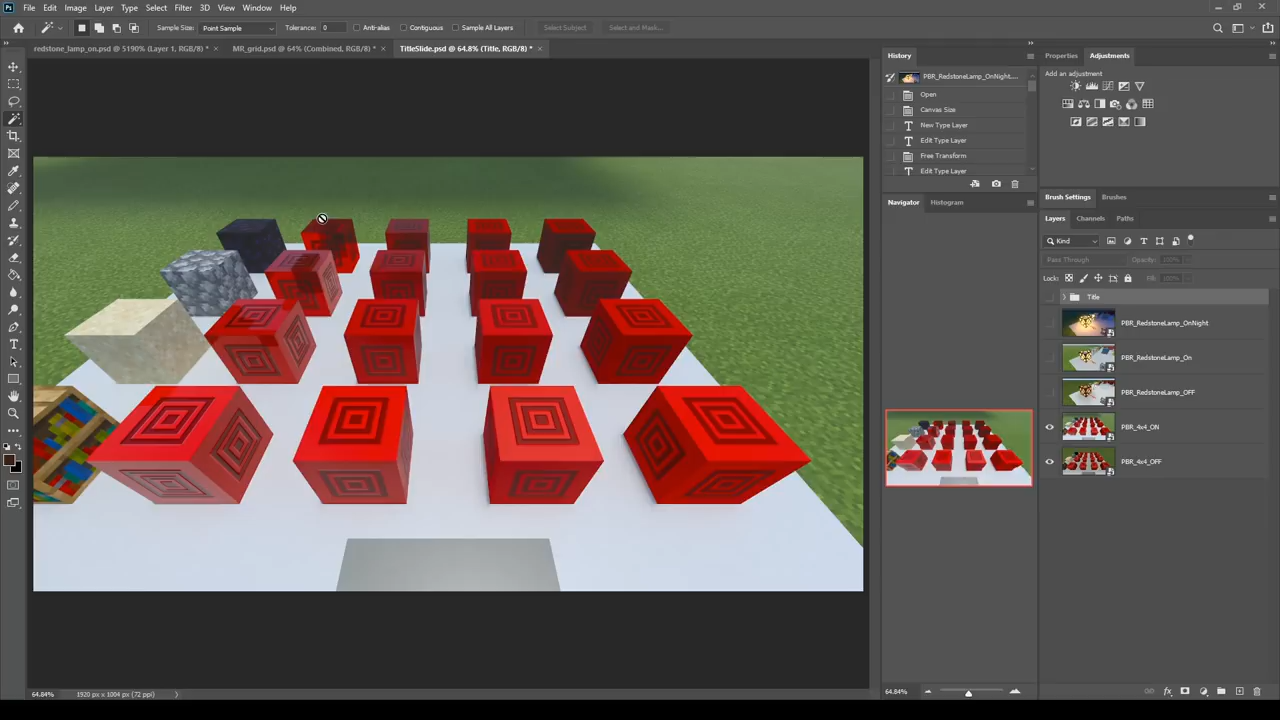 File Edit Image Layer Type Select Filter 3D View Window Help
Sample Size: Point Sample Tolerance: 0 Anti-alias Contiguous Sample All Layers Select Subject Select and Mask...
redstone_lamp_on.psd @ 5190% (Layer 1, RGB/8) * × MR_grid.psd @ 64% (Combined, RGB/8) * × TitleSlide.psd @ 64.8% (Title, RGB/8) * ×
History
PBR_RedstoneLamp_OnNight....
Open
Canvas Size
New Type Layer
Edit Type Layer
Free Transform
Edit Type Layer
Navigator Histogram
64.84%
Properties Adjustments
Add an adjustment
Brush Settings Brushes
Layers Channels Paths
Kind
Pass Through Opacity: 100%
Lock: Fill: 100%
Title
PBR_RedstoneLamp_OnNight
PBR_RedstoneLamp_On
PBR_RedstoneLamp_OFF
PBR_4x4_ON
PBR_4x4_OFF
64.84% 1920 px x 1004 px (72 ppi)